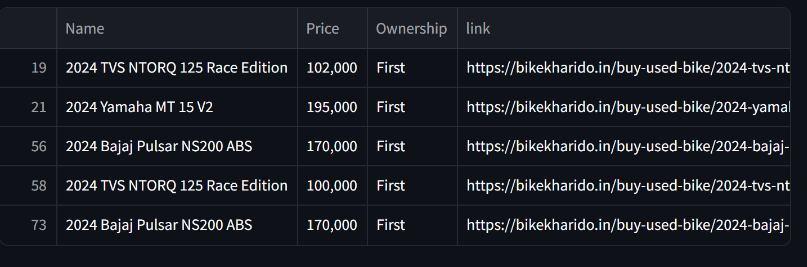 Name Price Ownership link
19 2024 TVS NTORQ 125 Race Edition 102,000 First https://bikekharido.in/buy-used-bike/2024-tvs-nt
21 2024 Yamaha MT 15 V2 195,000 First https://bikekharido.in/buy-used-bike/2024-yama
56 2024 Bajaj Pulsar NS200 ABS 170,000 First https://bikekharido.in/buy-used-bike/2024-bajaj-
58 2024 TVS NTORQ 125 Race Edition 100,000 First https://bikekharido.in/buy-used-bike/2024-tvs-nt
73 2024 Bajaj Pulsar NS200 ABS 170,000 First https://bikekharido.in/buy-used-bike/2024-bajaj-